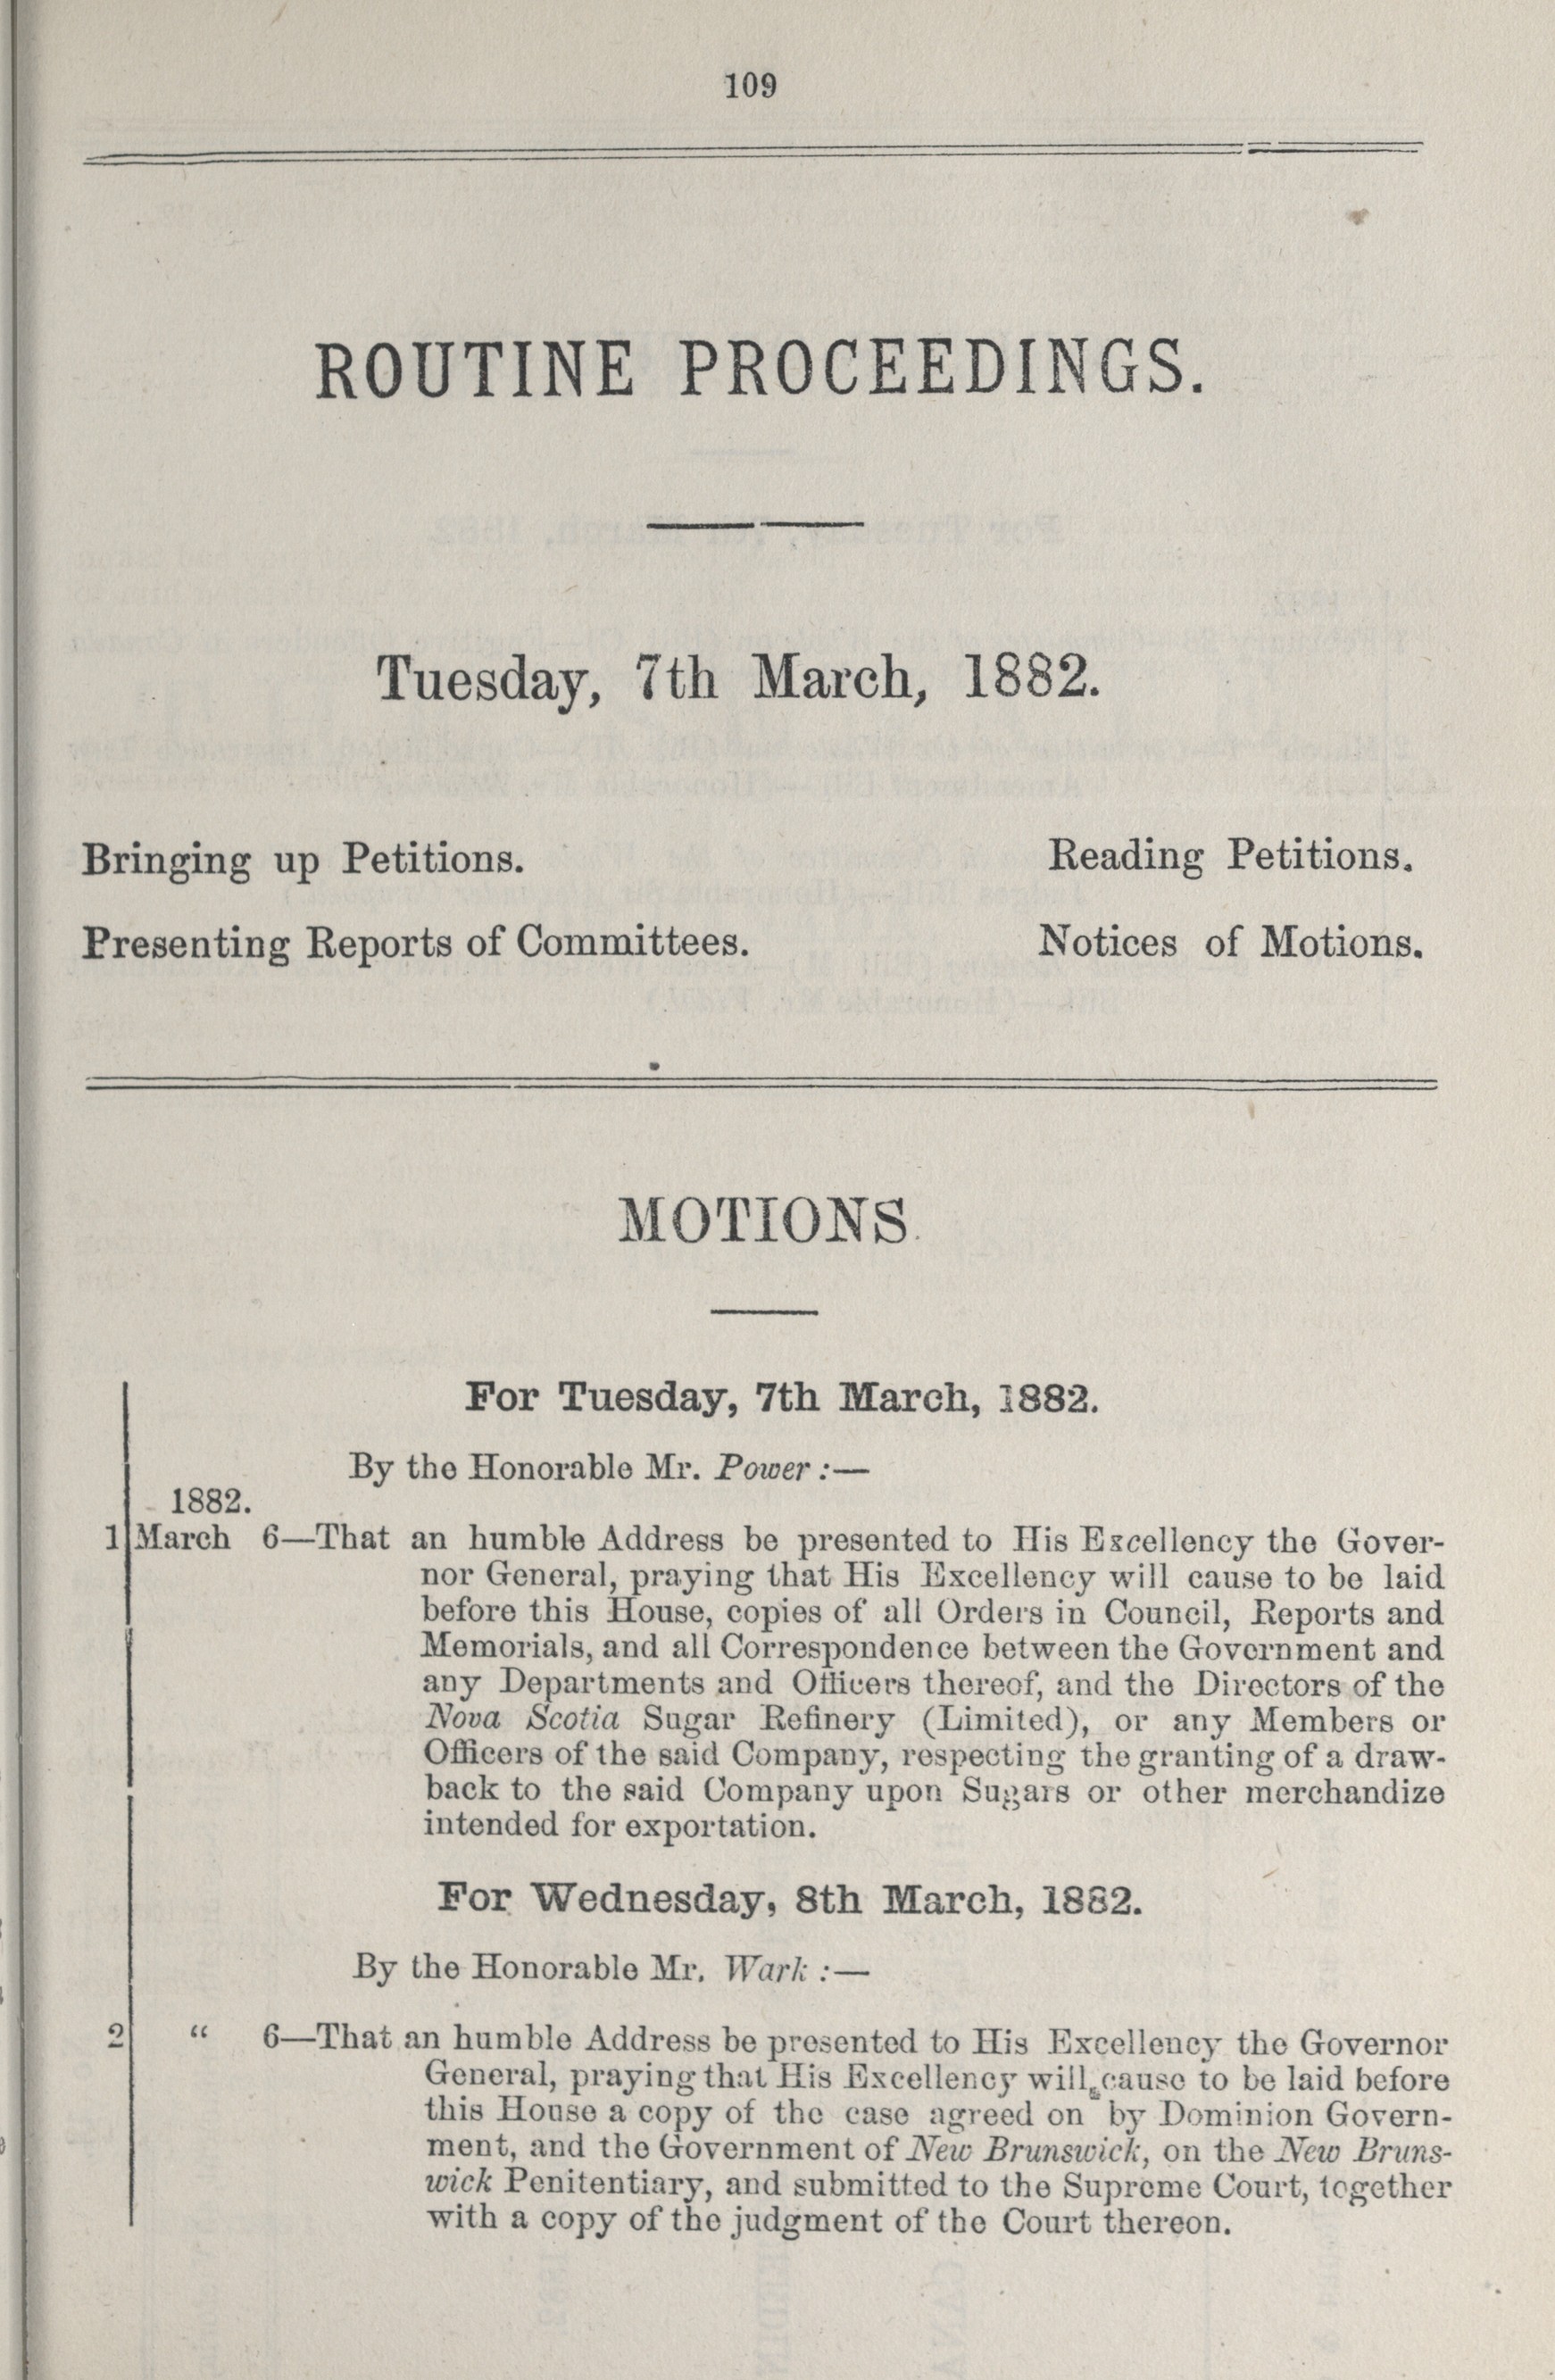 109
ROUTINE PROCEEDINGS.
Tuesday, 7th March, 1882.
Bringing up Petitions. Reading Petitions.
Presenting Reports of Committees. Notices of Motions.
MOTIONS.
For Tuesday, 7th March, 1882.
By the Honorable Mr. Power :—
1882.
1 March 6—That an humble Address be presented to His Excellency the Gover-
nor General, praying that His Excellency will cause to be laid
before this House, copies of all Orders in Council, Reports and
Memorials, and all Correspondence between the Government and
any Departments and Officers thereof, and the Directors of the
Nova Scotia Sugar Refinery (Limited), or any Members or
Officers of the said Company, respecting the granting of a draw-
back to the said Company upon Sugars or other merchandize
intended for exportation.
For Wednesday, 8th March, 1882.
By the Honorable Mr. Wark :—
2 “ 6—That an humble Address be presented to His Excellency the Governor
General, praying that His Excellency will cause to be laid before
this House a copy of the case agreed on by Dominion Govern-
ment, and the Government of New Brunswick, on the New Bruns-
wick Penitentiary, and submitted to the Supreme Court, together
with a copy of the judgment of the Court thereon.